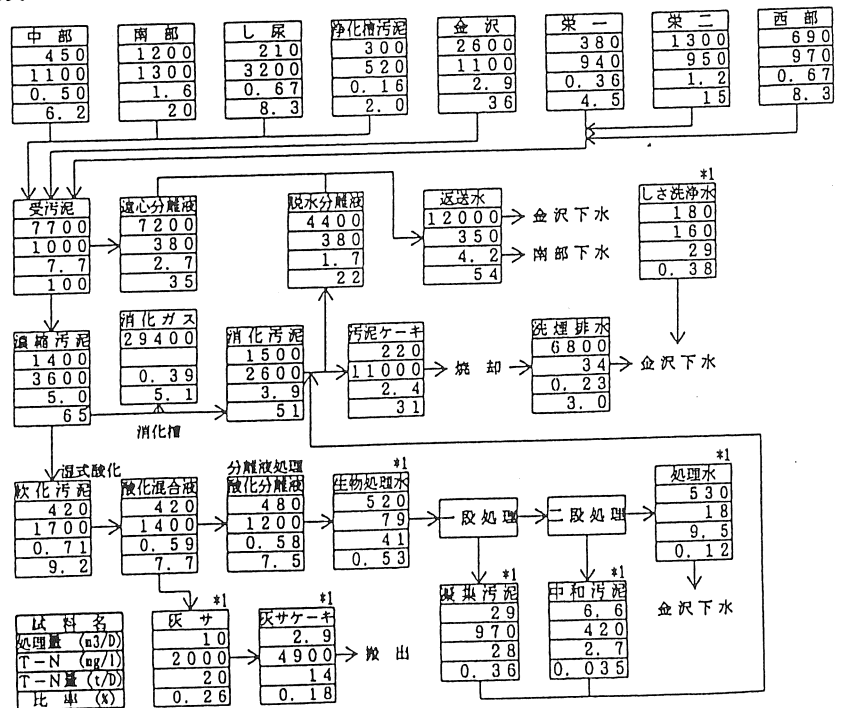 中部
450
1100
0.50
6.2
南部
1200
1300
1.6
20
し尿
210
3200
0.67
8.3
浄化槽汚泥
300
520
0.16
2.0
金沢
2600
1100
2.9
36
栄一
380
940
0.36
4.5
栄二
1300
950
1.2
15
西部
690
970
0.67
8.3
受汚泥
7700
1000
7.7
100
遠心分離液
7200
380
2.7
35
脱水分離液
4400
380
1.7
22
返送水
12000
350
4.2
54
金沢下水
南部下水
*1
しさ洗浄水
180
160
29
0.38
濃縮汚泥
1400
3600
5.0
65
消化ガス
29400
0.39
5.1
消化槽
消化汚泥
1500
2600
3.9
51
汚泥ケーキ
220
11000
2.4
31
焼却
洗煙排水
6800
34
0.23
3.0
金沢下水
湿式酸化
軟化汚泥
420
1700
0.71
9.2
酸化混合液
420
1400
0.59
7.7
分離液処理
酸化分離液
480
1200
0.58
7.5
*1
生物処理水
520
79
41
0.53
一段処理
二段処理
*1
処理水
530
18
9.5
0.12
金沢下水
*1
灰サ
10
2000
20
0.26
*1
灰サケーキ
2.9
4900
14
0.18
搬出
*1
凝集汚泥
29
970
28
0.36
*1
中和汚泥
6.6
420
2.7
0.035
試料名
処理量 (m3/D)
T-N (mg/l)
T-N量 (t/D)
比率 (%)